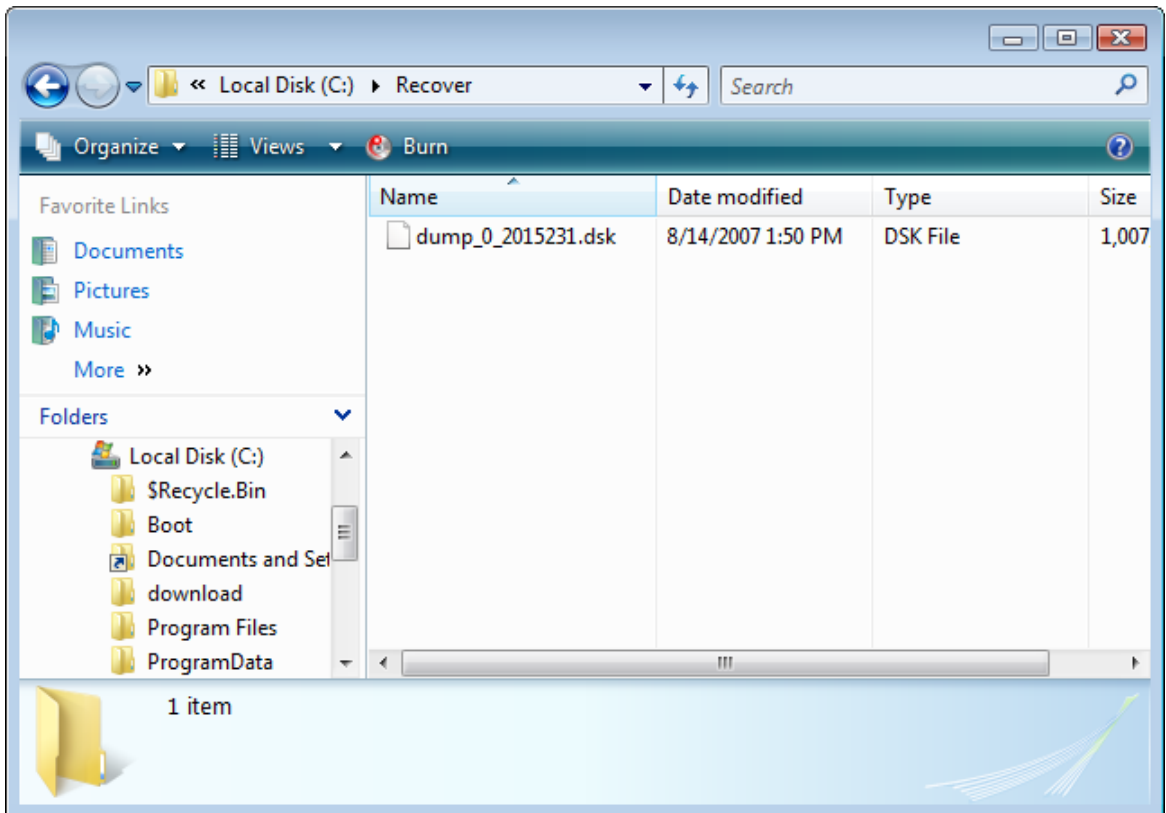 « Local Disk (C:) ▸ Recover
Search
Organize Views Burn
Favorite Links
Documents
Pictures
Music
More »
Folders
Local Disk (C:)
$Recycle.Bin
Boot
Documents and Set
download
Program Files
ProgramData
Name Date modified Type Size
dump_0_2015231.dsk 8/14/2007 1:50 PM DSK File 1,007
1 item